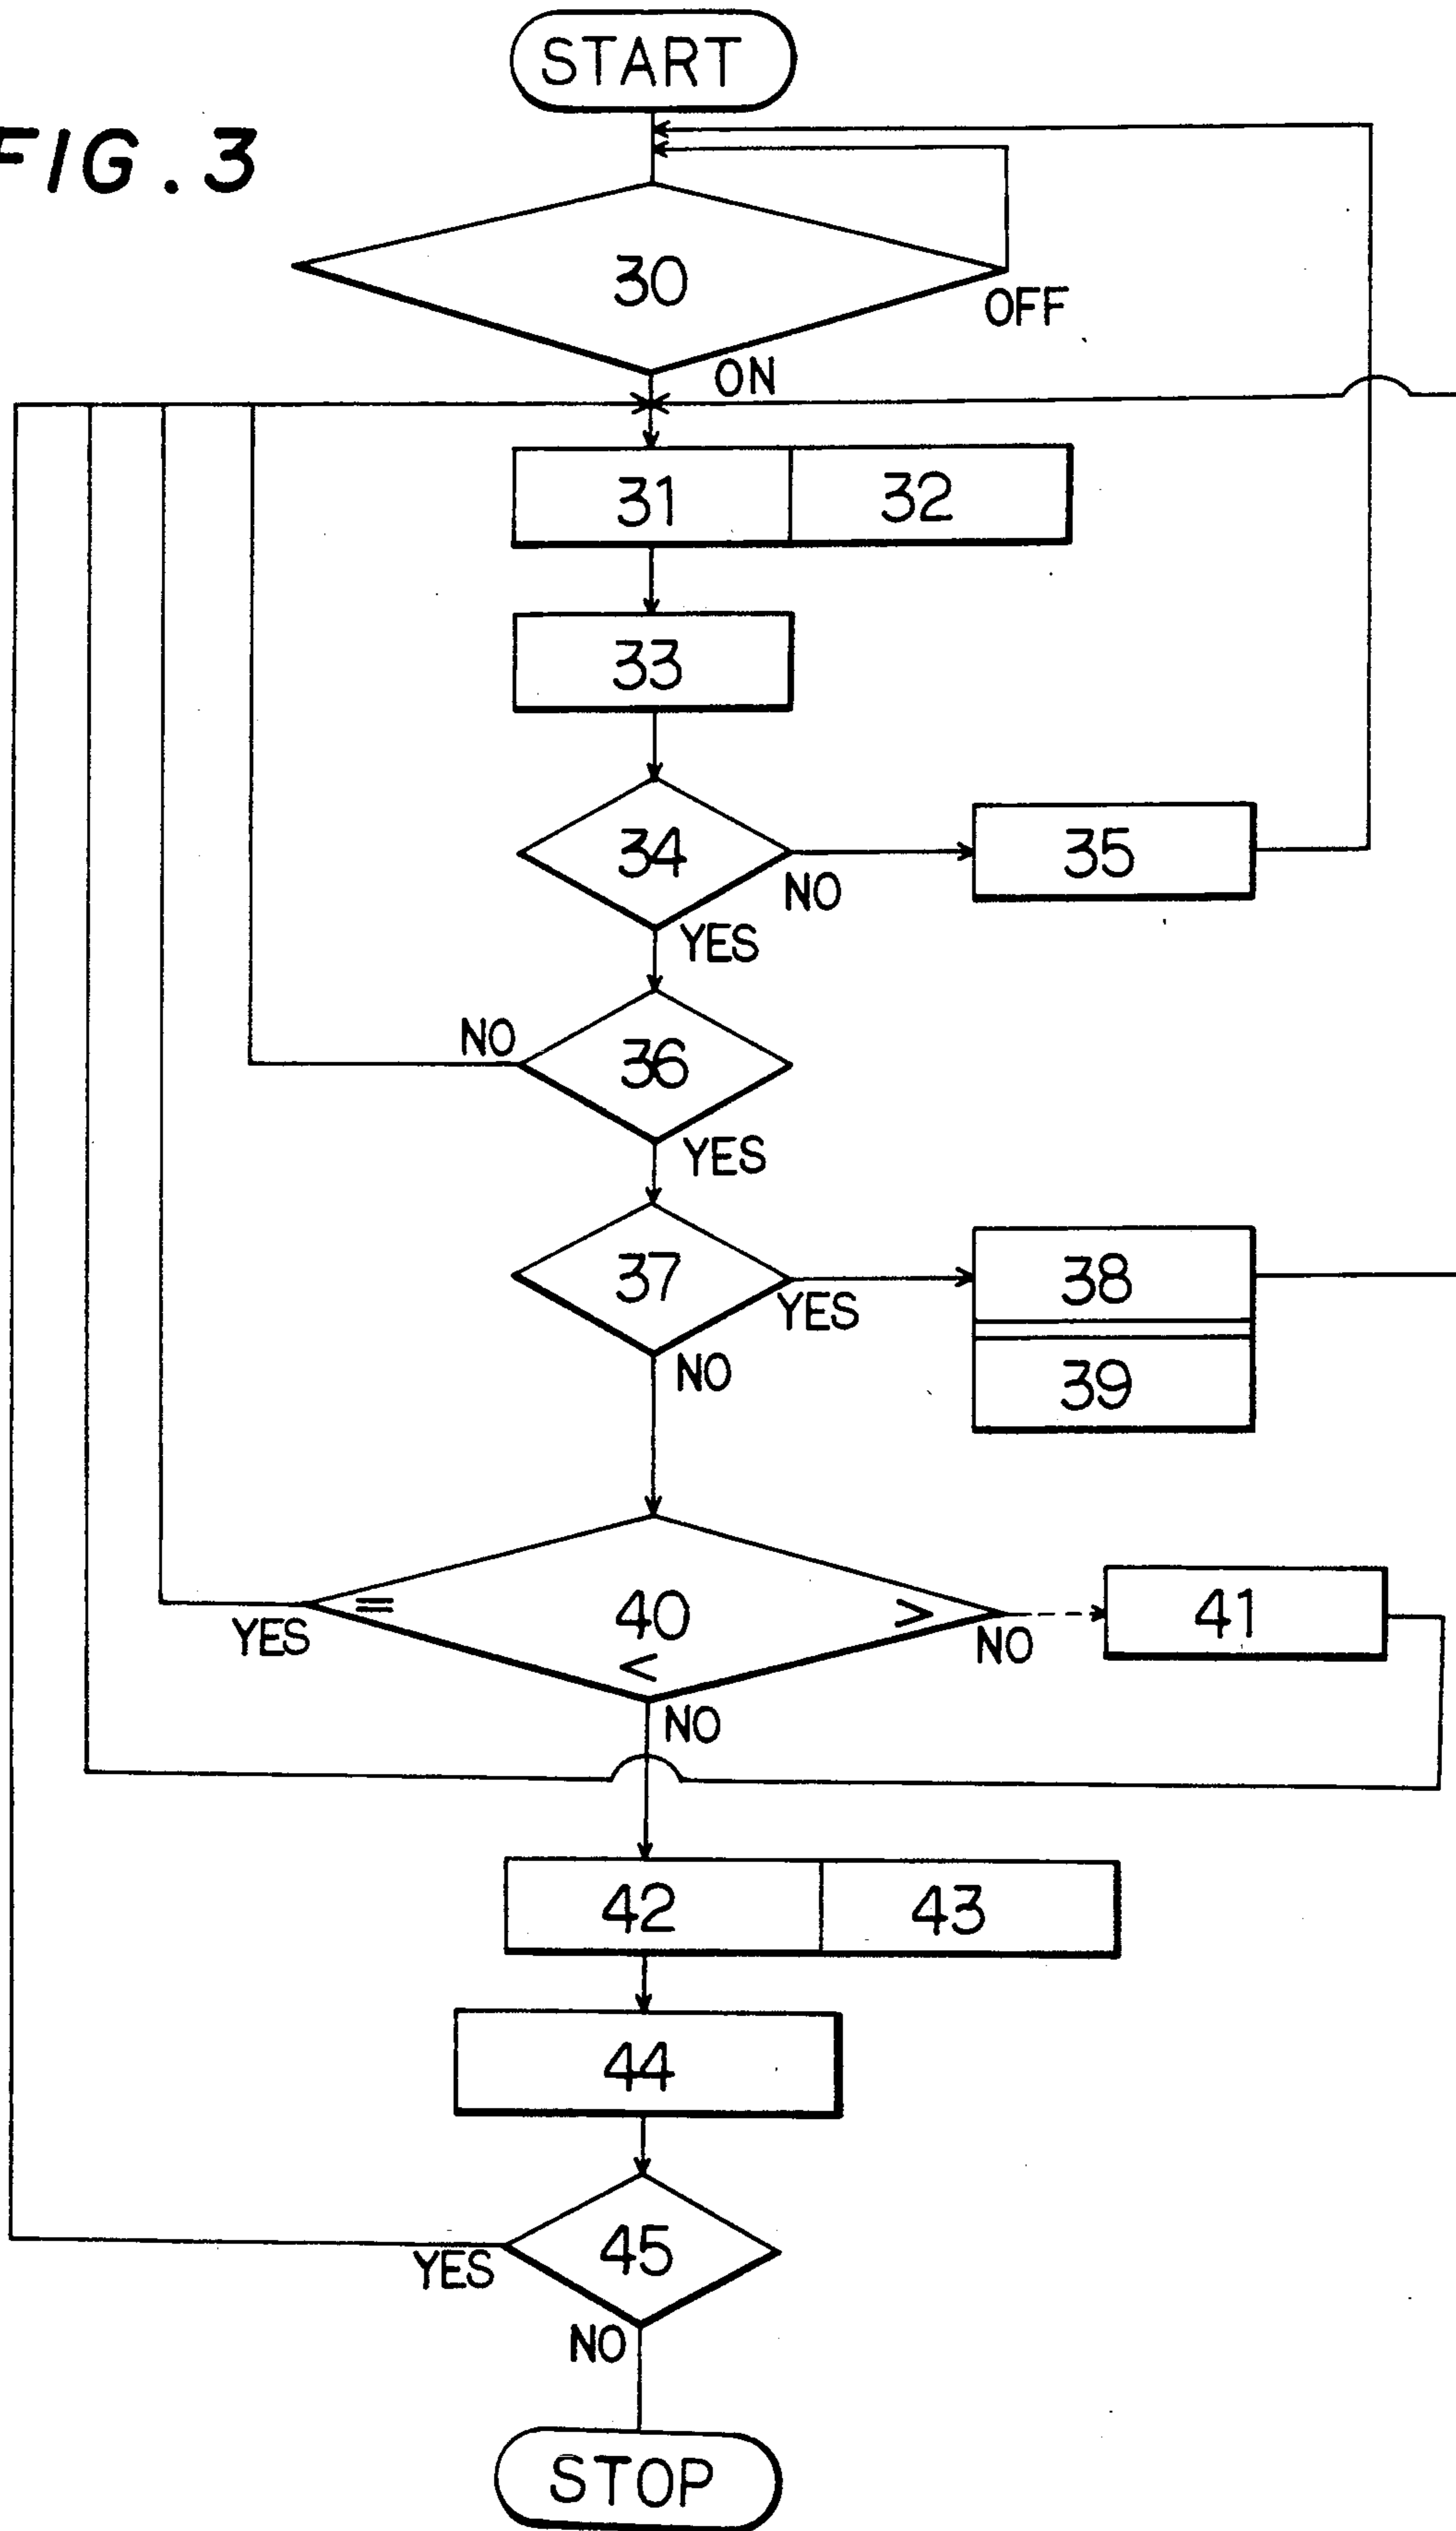 START
FIG. 3
30
OFF
ON
31 32
33
34
NO
35
YES
NO
36
YES
37
YES
38
NO
39
= 40 >
YES
<
NO
41
NO
42 43
44
45
YES
NO
STOP